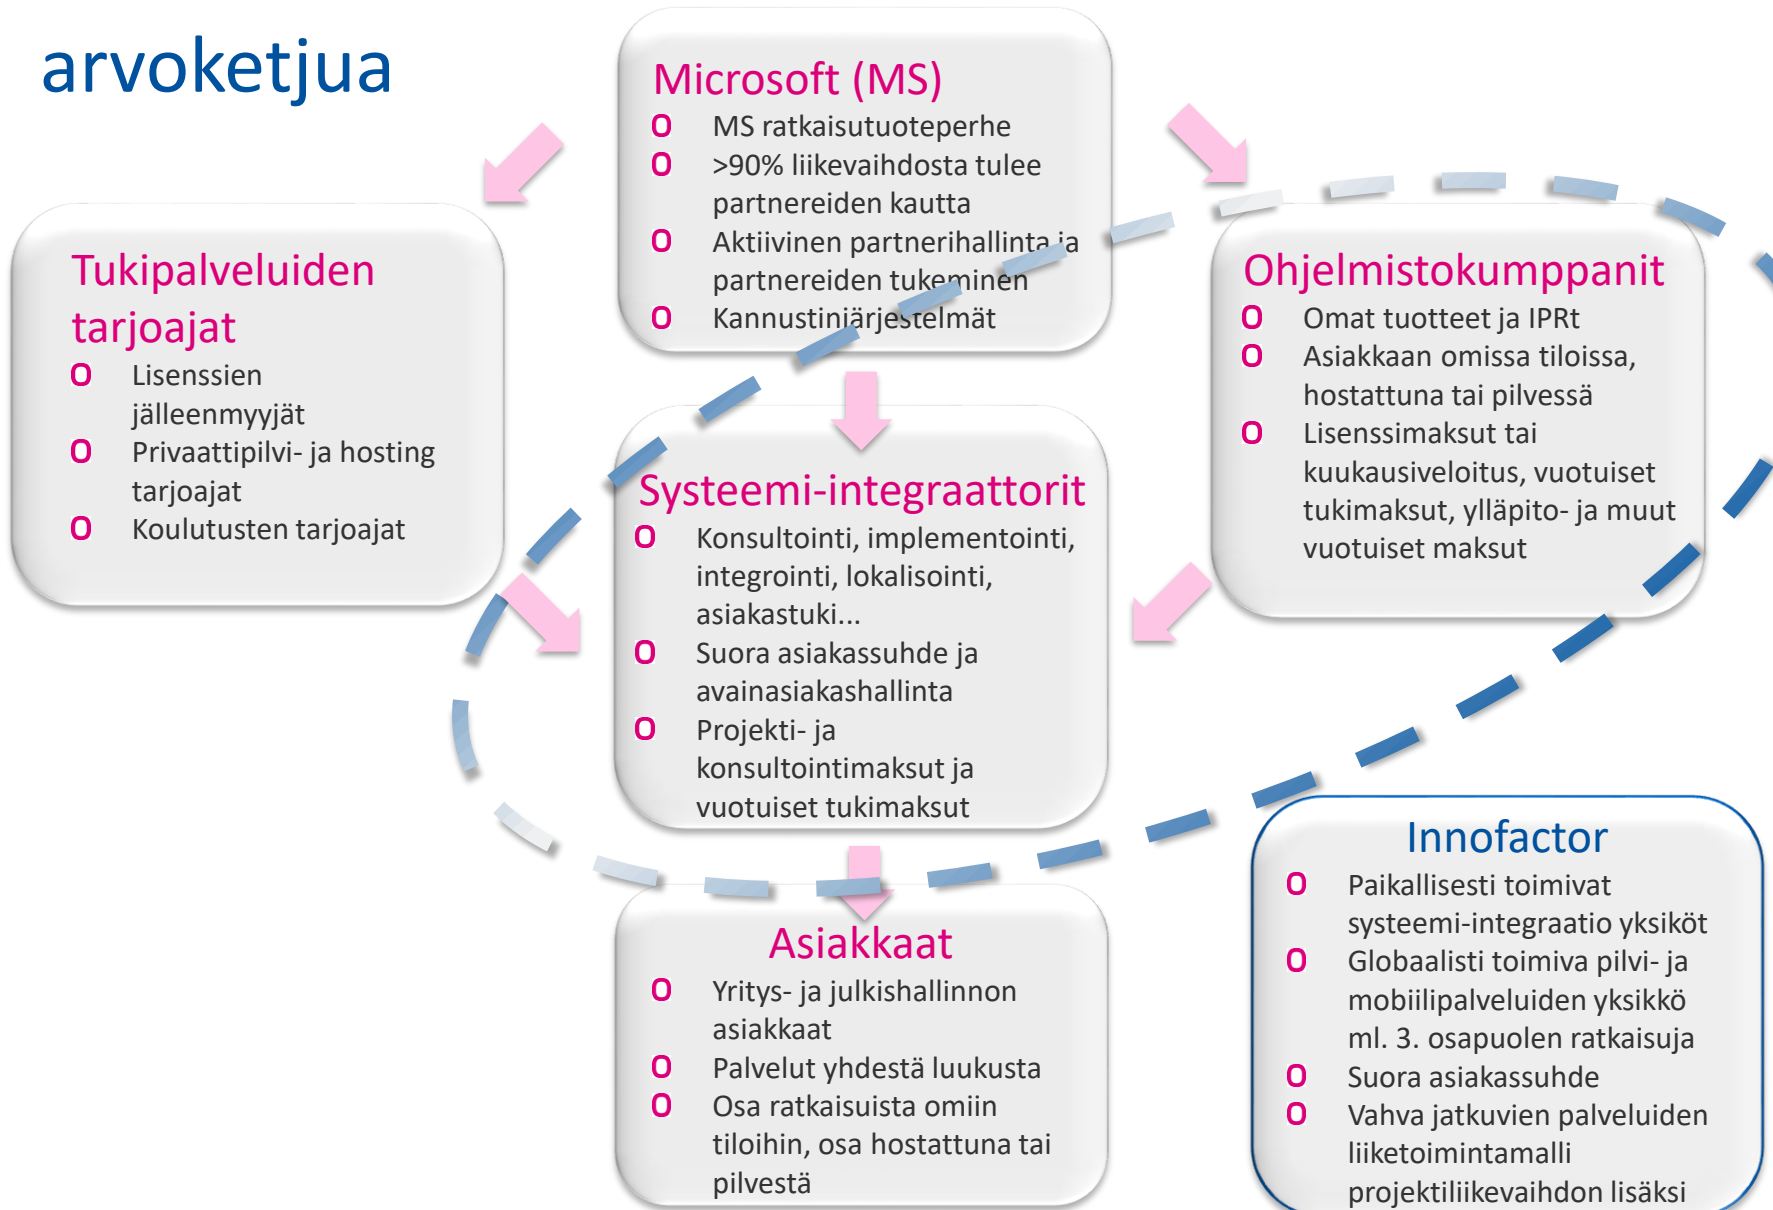 arvoketjua
Microsoft (MS)
MS ratkaisutuoteperhe
>90% liikevaihdosta tulee
partnereiden kautta
Aktiivinen partnerihallinta ja
partnereiden tukeminen
Kannustinjärjestelmät
Tukipalveluiden
tarjoajat
Lisenssien
jälleenmyyjät
Privaattipilvi- ja hosting
tarjoajat
Koulutusten tarjoajat
Ohjelmistokumppanit
Omat tuotteet ja IPRt
Asiakkaan omissa tiloissa,
hostattuna tai pilvessä
Lisenssimaksut tai
kuukausiveloitus, vuotuiset
tukimaksut, ylläpito- ja muut
vuotuiset maksut
Systeemi-integraattorit
Konsultointi, implementointi,
integrointi, lokalisointi,
asiakastuki...
Suora asiakassuhde ja
avainasiakashallinta
Projekti- ja
konsultointimaksut ja
vuotuiset tukimaksut
Asiakkaat
Yritys- ja julkishallinnon
asiakkaat
Palvelut yhdestä luukusta
Osa ratkaisuista omiin
tiloihin, osa hostattuna tai
pilvestä
Innofactor
Paikallisesti toimivat
systeemi-integraatio yksiköt
Globaalisti toimiva pilvi- ja
mobiilipalveluiden yksikkö
ml. 3. osapuolen ratkaisuja
Suora asiakassuhde
Vahva jatkuvien palveluiden
liiketoimintamalli
projektiliikevaihdon lisäksi